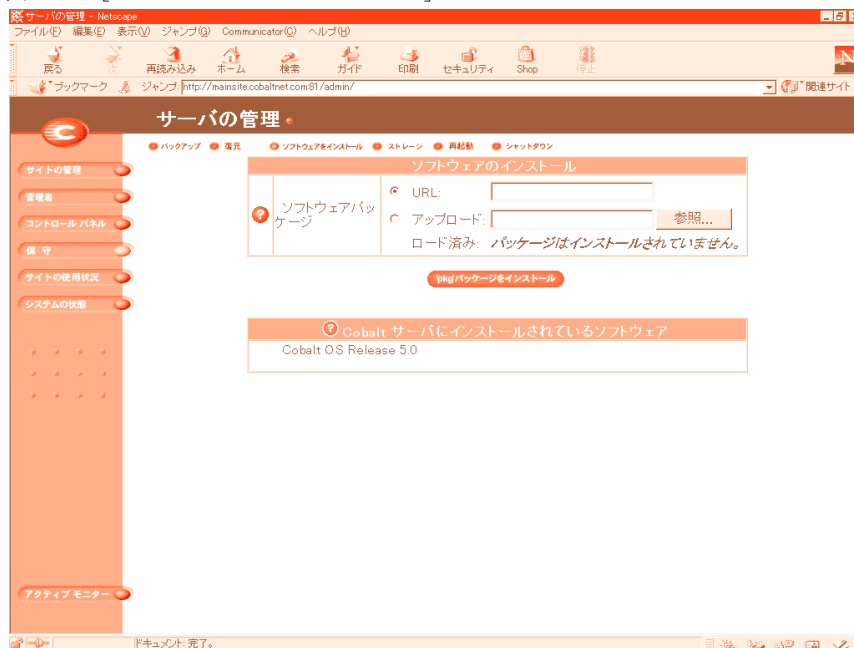 サーバの管理 - Netscape
ファイル(F) 編集(E) 表示(V) ジャンプ(G) Communicator(C) ヘルプ(H)
戻る 次 再読み込み ホーム 検索 ガイド 印刷 セキュリティ Shop 停止
ブックマーク ジャンプ: http://mainsite.cobaltnet.com:81/admin/ 関連サイト
サーバの管理
バックアップ 復元 ソフトウェアをインストール ストレージ 再起動 シャットダウン
サイトの管理
管理者
コントロール パネル
保 守
サイトの使用状況
システムの状態
アクティブ モニター
ソフトウェアのインストール
ソフトウェアパッ
ケージ
URL:
アップロード: 参照...
ロード済み: パッケージはインストールされていません。
'pkg'パッケージをインストール
Cobalt サーバにインストールされているソフトウェア
Cobalt OS Release 5.0
ドキュメント: 完了。